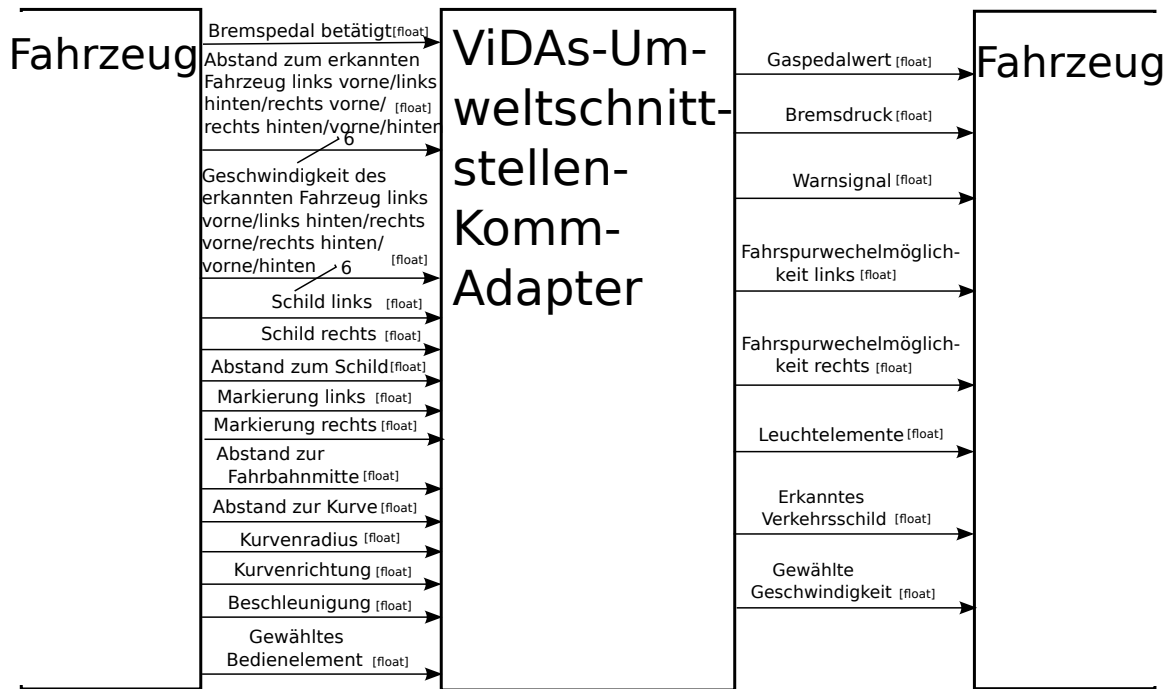 Fahrzeug
Bremspedal betätigt[float]
Abstand zum erkannten
Fahrzeug links vorne/links
hinten/rechts vorne/ [float]
rechts hinten/vorne/hinten
6
Geschwindigkeit des
erkannten Fahrzeug links
vorne/links hinten/rechts
vorne/rechts hinten/
vorne/hinten [float]
6
Schild links [float]
Schild rechts [float]
Abstand zum Schild[float]
Markierung links [float]
Markierung rechts [float]
Abstand zur
Fahrbahnmitte [float]
Abstand zur Kurve [float]
Kurvenradius [float]
Kurvenrichtung [float]
Beschleunigung [float]
Gewähltes
Bedienelement [float]
ViDAs-Um-
weltschnitt-
stellen-
Komm-
Adapter
Gaspedalwert [float]
Bremsdruck [float]
Warnsignal [float]
Fahrspurwechelmöglich-
keit links [float]
Fahrspurwechelmöglich-
keit rechts [float]
Leuchtelemente [float]
Erkanntes
Verkehrsschild [float]
Gewählte
Geschwindigkeit [float]
Fahrzeug